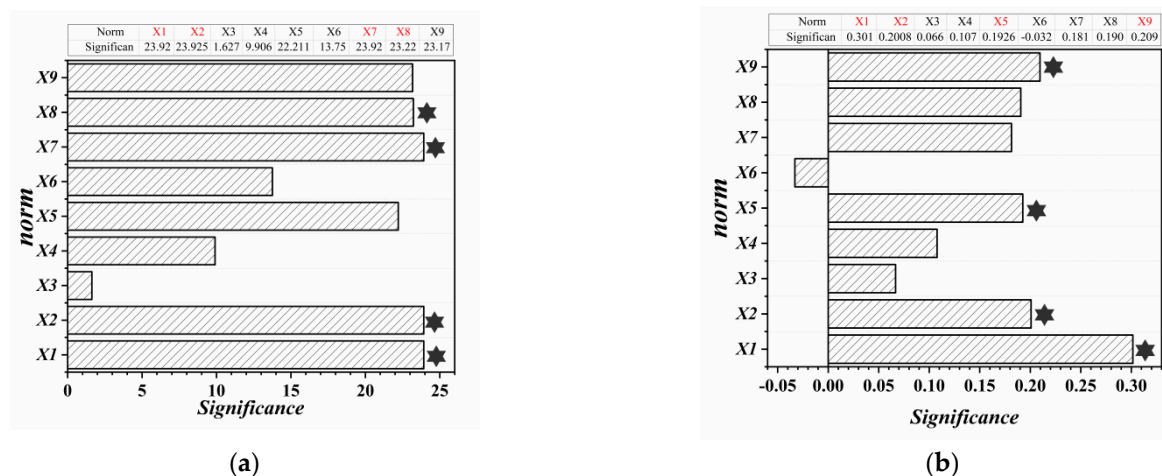 Norm X1 X2 X3 X4 X5 X6 X7 X8 X9
Significan 23.92 23.925 1.627 9.906 22.211 13.75 23.92 23.22 23.17
X9
X8
X7
X6
X5
X4
X3
X2
X1
norm
0 5 10 15 20 25
Significance
(a)
Norm X1 X2 X3 X4 X5 X6 X7 X8 X9
Significan 0.301 0.2008 0.066 0.107 0.1926 -0.032 0.181 0.190 0.209
X9
X8
X7
X6
X5
X4
X3
X2
X1
norm
-0.05 0.00 0.05 0.10 0.15 0.20 0.25 0.30
Significance
(b)